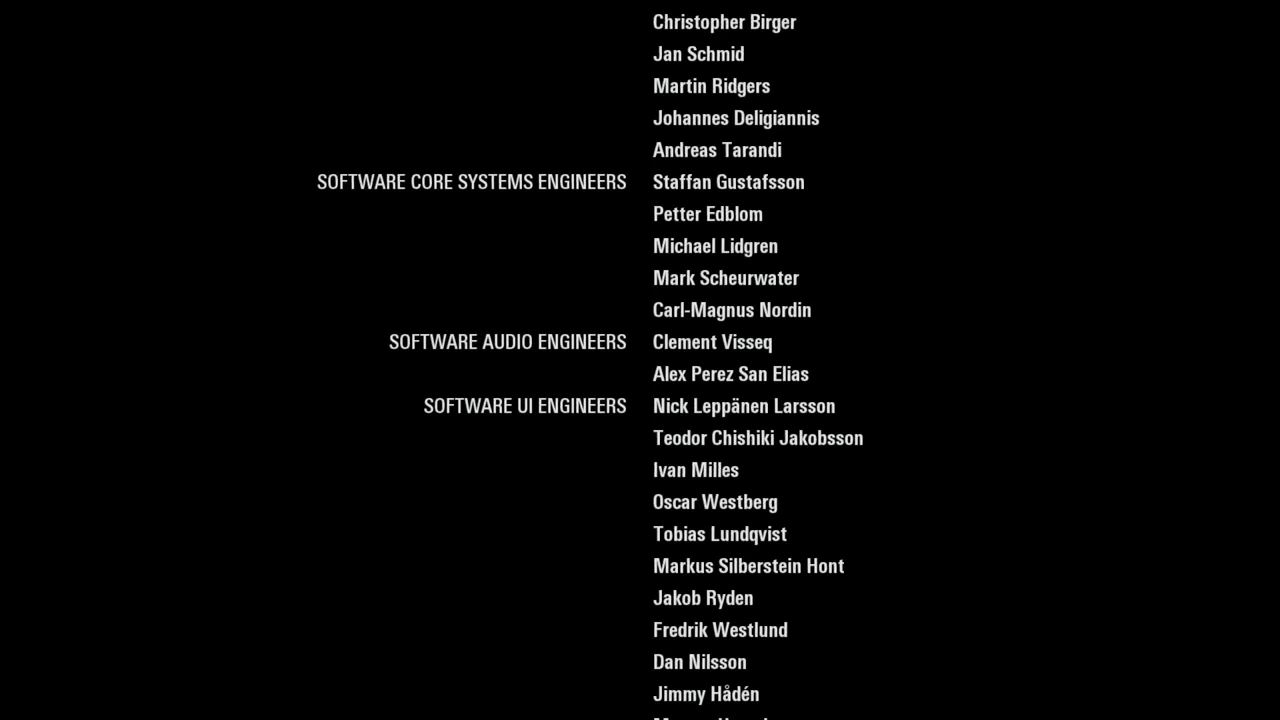 Christopher Birger
Jan Schmid
Martin Ridgers
Johannes Deligiannis
Andreas Tarandi
SOFTWARE CORE SYSTEMS ENGINEERS Staffan Gustafsson
Petter Edblom
Michael Lidgren
Mark Scheurwater
Carl-Magnus Nordin
SOFTWARE AUDIO ENGINEERS Clement Visseq
Alex Perez San Elias
SOFTWARE UI ENGINEERS Nick Leppänen Larsson
Teodor Chishiki Jakobsson
Ivan Milles
Oscar Westberg
Tobias Lundqvist
Markus Silberstein Hont
Jakob Ryden
Fredrik Westlund
Dan Nilsson
Jimmy Hådén